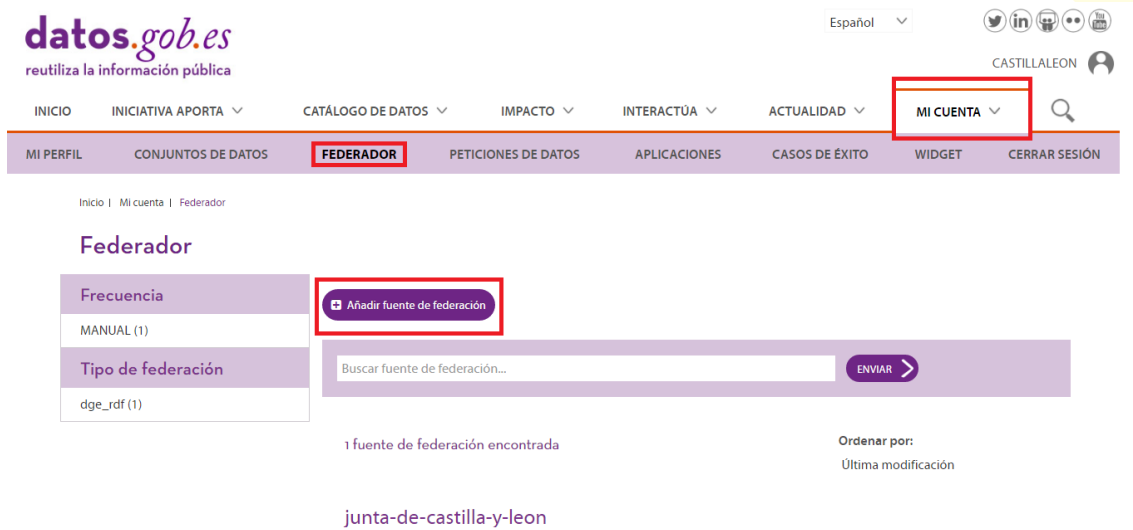 datos.gob.es
reutiliza la información pública
Español
You Tube
CASTILLALEON
INICIO INICIATIVA APORTA CATÁLOGO DE DATOS IMPACTO INTERACTÚA ACTUALIDAD MI CUENTA
MI PERFIL CONJUNTOS DE DATOS FEDERADOR PETICIONES DE DATOS APLICACIONES CASOS DE ÉXITO WIDGET CERRAR SESIÓN
Inicio | Mi cuenta | Federador
Federador
Frecuencia
MANUAL (1)
Tipo de federación
dge_rdf (1)
Añadir fuente de federación
Buscar fuente de federación...
ENVIAR
1 fuente de federación encontrada
Ordenar por:
Última modificación
junta-de-castilla-y-leon